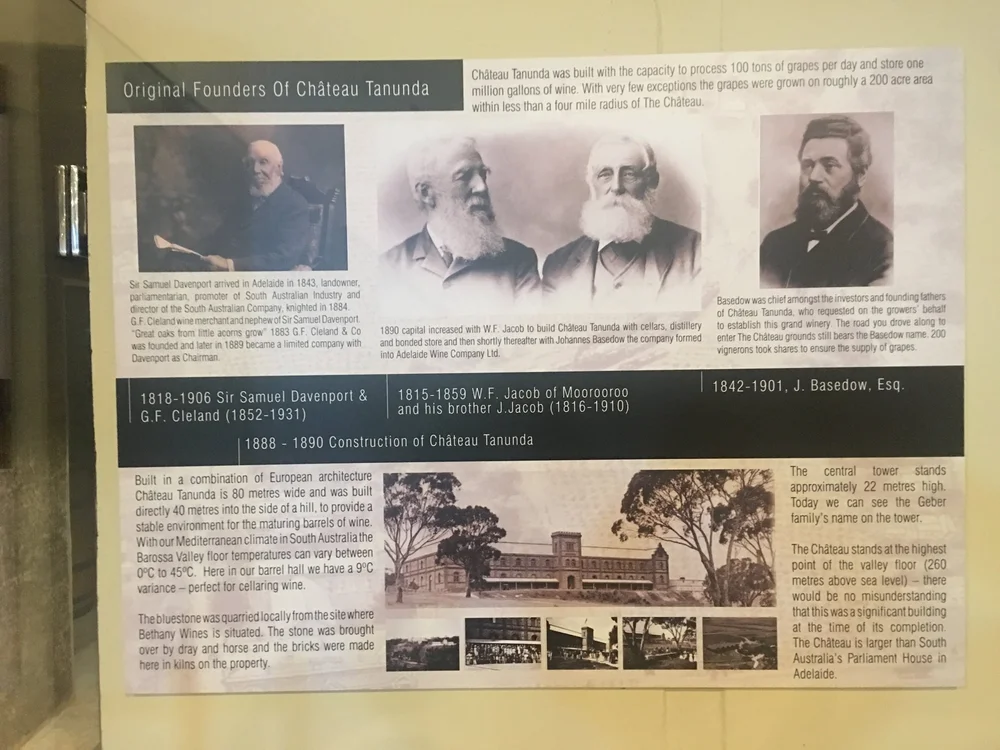 Original Founders Of Château Tanunda
Château Tanunda was built with the capacity to process 100 tons of grapes per day and store one
million gallons of wine. With very few exceptions the grapes were grown on roughly a 200 acre area
within less than a four mile radius of The Château.
Sir Samuel Davenport arrived in Adelaide in 1843, landowner,
parliamentarian, promoter of South Australian Industry and
director of the South Australian Company, knighted in 1884.
G.F. Cleland wine merchant and nephew of Sir Samuel Davenport.
"Great oaks from little acorns grow" 1883 G.F. Cleland & Co
was founded and later in 1889 became a limited company with
Davenport as Chairman.
1890 capital increased with W.F. Jacob to build Château Tanunda with cellars, distillery
and bonded store and then shortly thereafter with Johannes Basedow the company formed
into Adelaide Wine Company Ltd.
Basedow was chief amongst the investors and founding fathers
of Château Tanunda, who requested on the growers' behalf
to establish this grand winery. The road you drove along to
enter The Château grounds still bears the Basedow name. 200
vignerons took shares to ensure the supply of grapes.
1818-1906 Sir Samuel Davenport &
G.F. Cleland (1852-1931)
1815-1859 W.F. Jacob of Moorooroo
and his brother J.Jacob (1816-1910)
1842-1901, J. Basedow, Esq.
1888 - 1890 Construction of Château Tanunda
Built in a combination of European architecture
Château Tanunda is 80 metres wide and was built
directly 40 metres into the side of a hill, to provide a
stable environment for the maturing barrels of wine.
With our Mediterranean climate in South Australia the
Barossa Valley floor temperatures can vary between
0ºC to 45ºC. Here in our barrel hall we have a 9ºC
variance – perfect for cellaring wine.
The bluestone was quarried locally from the site where
Bethany Wines is situated. The stone was brought
over by dray and horse and the bricks were made
here in kilns on the property.
The central tower stands
approximately 22 metres high.
Today we can see the Geber
family's name on the tower.
The Château stands at the highest
point of the valley floor (260
metres above sea level) – there
would be no misunderstanding
that this was a significant building
at the time of its completion.
The Château is larger than South
Australia's Parliament House in
Adelaide.